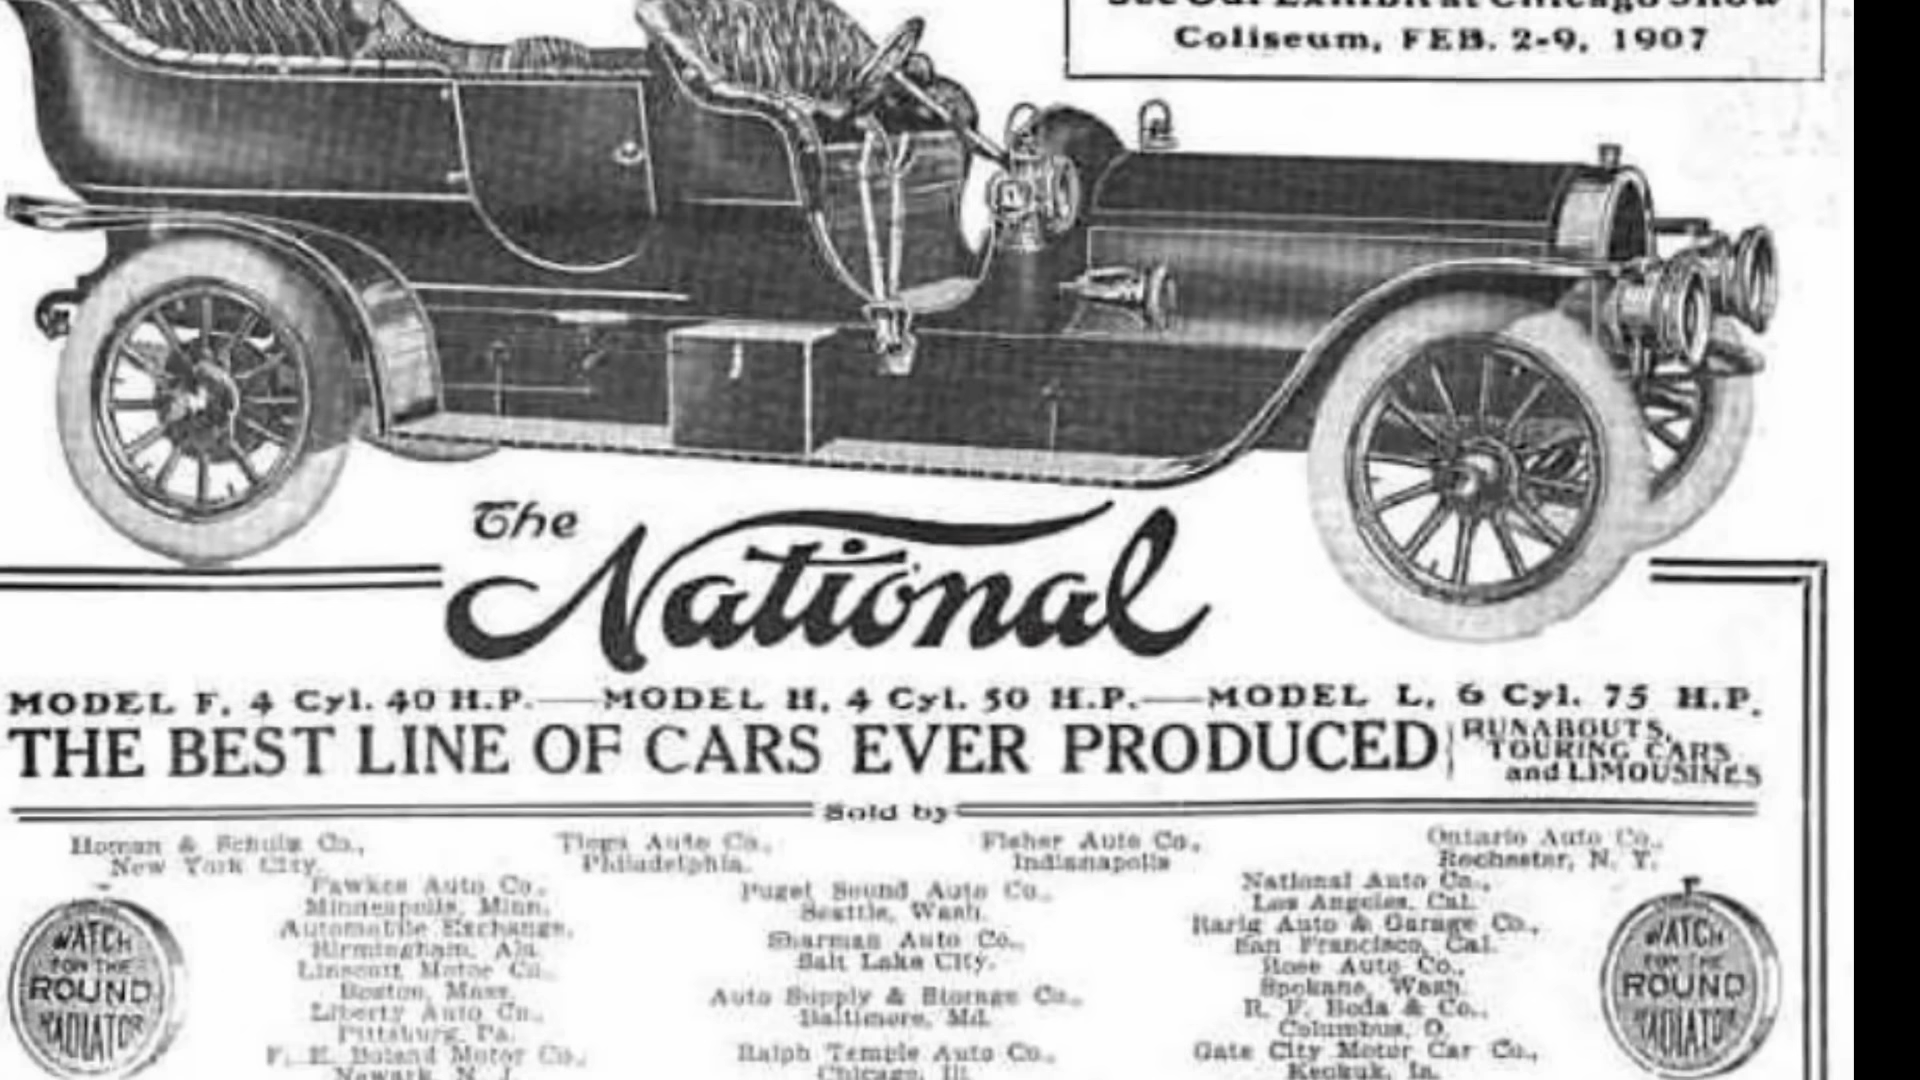 See Our Exhibit at Chicago Show
Coliseum, FEB. 2-9, 1907
The
National
MODEL F, 4 Cyl. 40 H.P.—MODEL H, 4 Cyl. 50 H.P.—MODEL L, 6 Cyl. 75 H.P.
THE BEST LINE OF CARS EVER PRODUCED
RUNABOUTS,
TOURING CARS
and LIMOUSINES
Sold by
Homan & Schulz Co.,
New York City.
Tioga Auto Co.,
Philadelphia.
Fisher Auto Co.,
Indianapolis
Ontario Auto Co.,
Rochester, N. Y.
Fawkes Auto Co.,
Minneapolis, Minn.
Automobile Exchange,
Birmingham, Ala.
Linscott Motor Co.,
Boston, Mass.
Liberty Auto Co.,
Pittsburg, Pa.
F. E. Boland Motor Co.,
Newark, N. J.
Puget Sound Auto Co.,
Seattle, Wash.
Sharman Auto Co.,
Salt Lake City.
Auto Supply & Storage Co.,
Baltimore, Md.
Ralph Temple Auto Co.,
Chicago, Ill.
National Auto Co.,
Los Angeles, Cal.
Rarig Auto & Garage Co.,
San Francisco, Cal.
Rose Auto Co.,
Spokane, Wash.
R. F. Boda & Co.,
Columbus, O.
Gate City Motor Car Co.,
Keokuk, Ia.
WATCH
FOR THE
ROUND
RADIATOR
WATCH
FOR THE
ROUND
RADIATOR